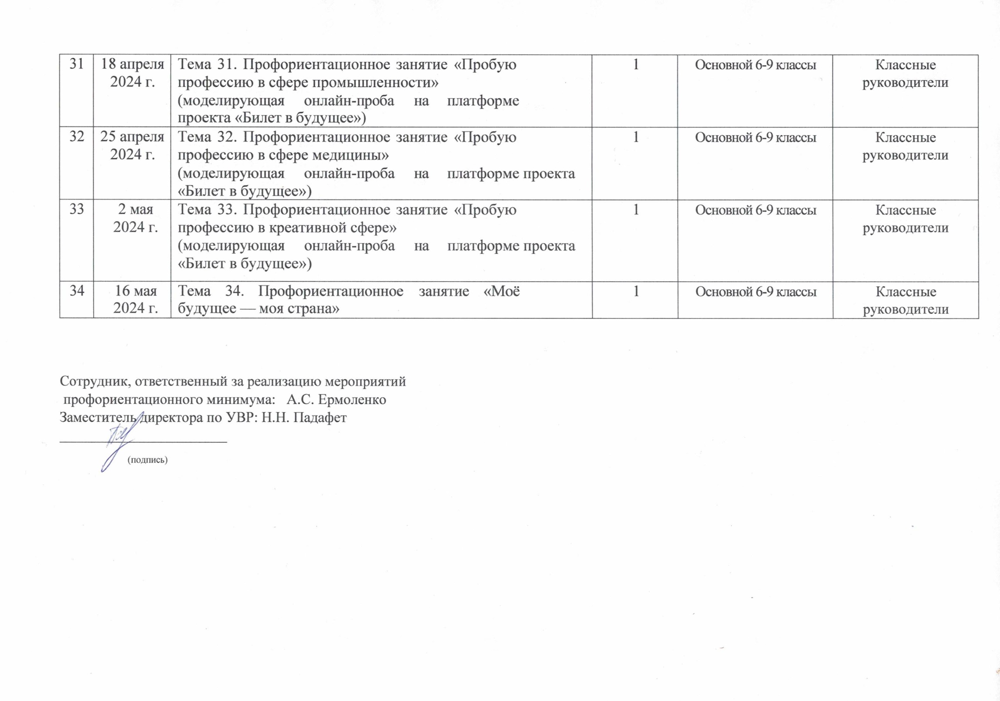 31
18 апреля
2024 г.
Тема 31. Профориентационное занятие «Пробую
профессию в сфере промышленности»
(моделирующая онлайн-проба на платформе
проекта «Билет в будущее»)
1
Основной 6-9 классы
Классные
руководители
32
25 апреля
2024 г.
Тема 32. Профориентационное занятие «Пробую
профессию в сфере медицины»
(моделирующая онлайн-проба на платформе проекта
«Билет в будущее»)
1
Основной 6-9 классы
Классные
руководители
33
2 мая
2024 г.
Тема 33. Профориентационное занятие «Пробую
профессию в креативной сфере»
(моделирующая онлайн-проба на платформе проекта
«Билет в будущее»)
1
Основной 6-9 классы
Классные
руководители
34
16 мая
2024 г.
Тема 34. Профориентационное занятие «Моё
будущее — моя страна»
1
Основной 6-9 классы
Классные
руководители
Сотрудник, ответственный за реализацию мероприятий
профориентационного минимума: А.С. Ермоленко
Заместитель директора по УВР: Н.Н. Падафет
(подпись)